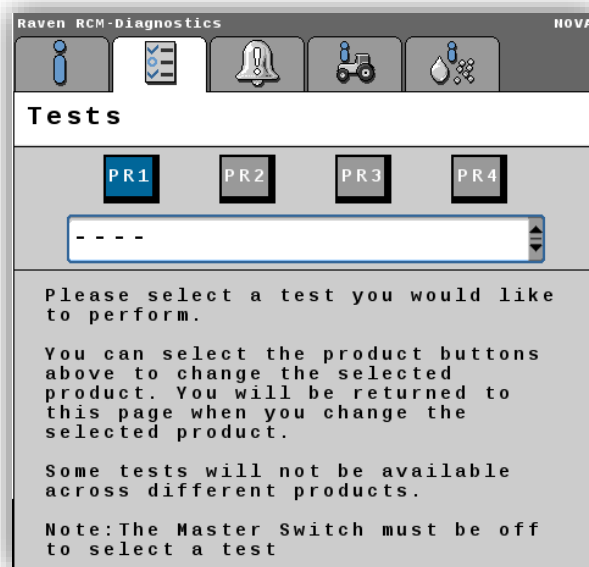 Raven RCM-Diagnostics NOVA
Tests
PR1 PR2 PR3 PR4
----
Please select a test you would like
to perform.
You can select the product buttons
above to change the selected
product. You will be returned to
this page when you change the
selected product.
Some tests will not be available
across different products.
Note:The Master Switch must be off
to select a test